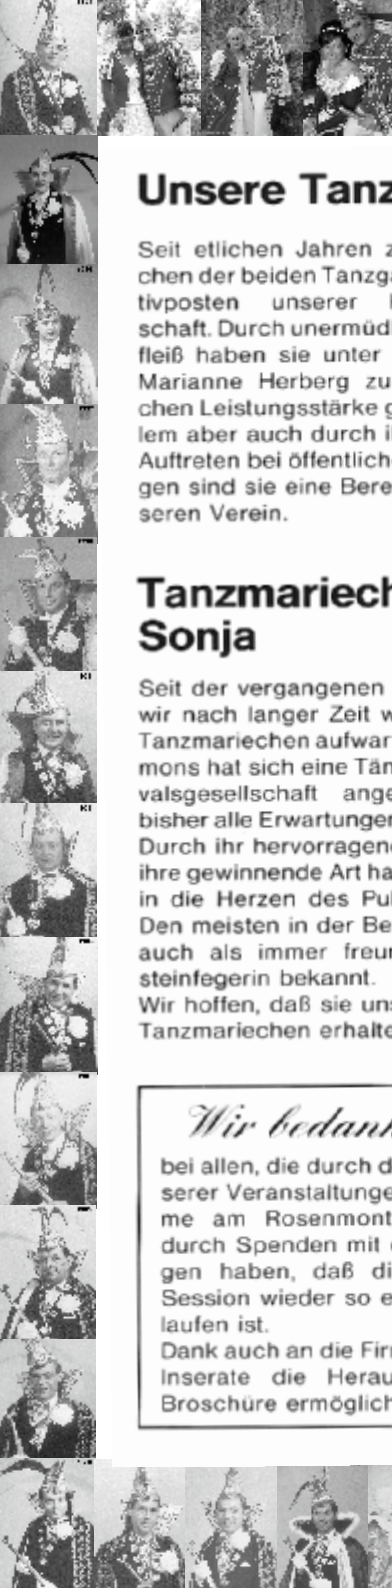 Unsere Tanz
Seit etlichen Jahren z
chen der beiden Tanzga
tivposten unserer
schaft. Durch unermüd
fleiß haben sie unter
Marianne Herberg zu
chen Leistungsstärke g
lem aber auch durch i
Auftreten bei öffentliche
gen sind sie eine Bere
seren Verein.
Tanzmariech
Sonja
Seit der vergangenen
wir nach langer Zeit w
Tanzmariechen aufwar
mons hat sich eine Tän
valsgesellschaft ange
bisher alle Erwartungen
Durch ihr hervorragend
ihre gewinnende Art ha
in die Herzen des Pub
Den meisten in der Be
auch als immer freun
steinfegerin bekannt.
Wir hoffen, daß sie uns
Tanzmariechen erhalte
Wir bedank
bei allen, die durch d
serer Veranstaltunge
me am Rosenmont
durch Spenden mit
gen haben, daß di
Session wieder so e
laufen ist.
Dank auch an die Fir
Inserate die Herau
Broschüre ermöglich